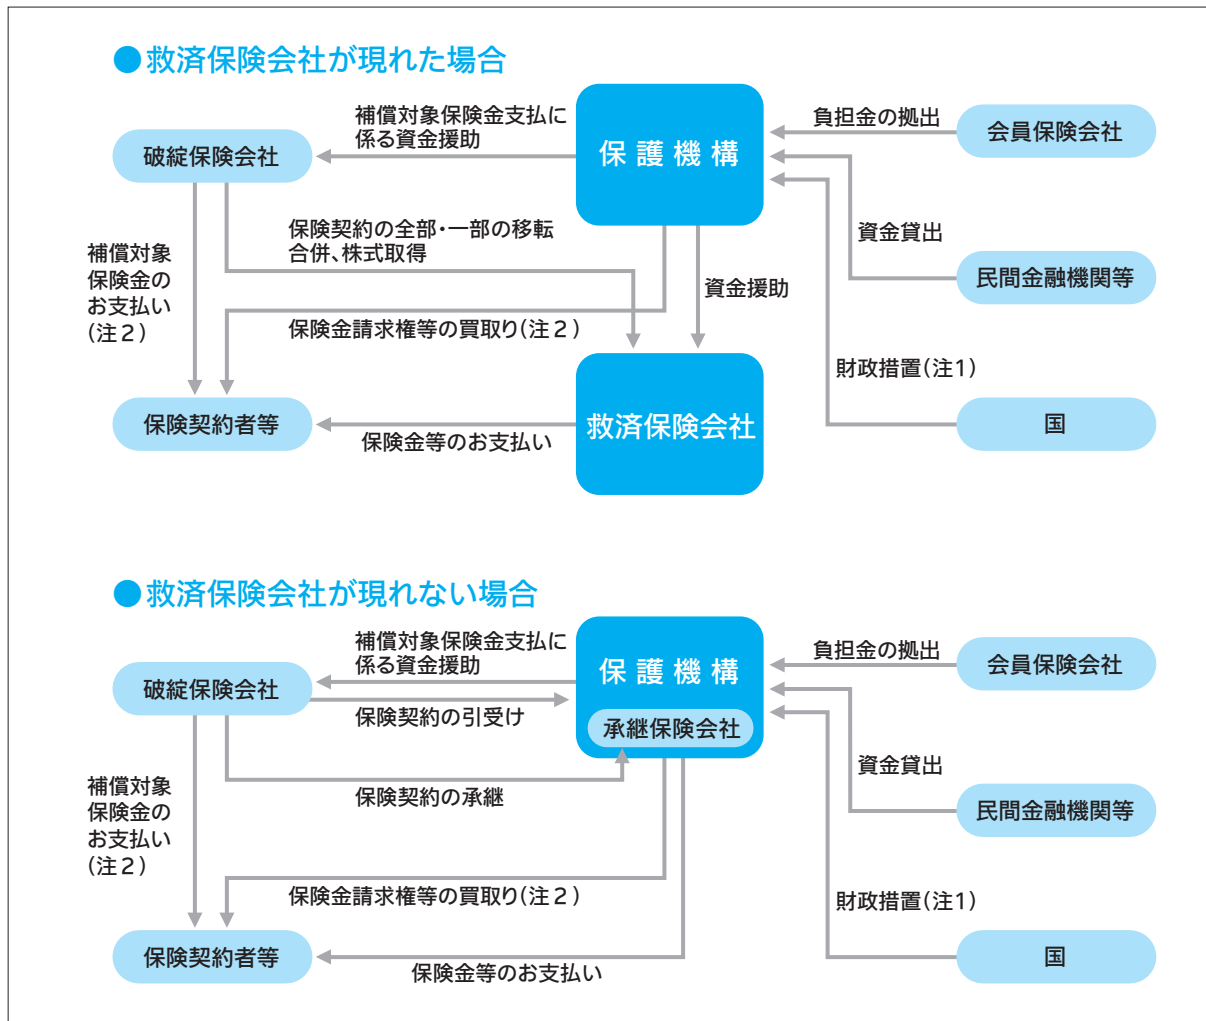 ●救済保険会社が現れた場合
補償対象保険金支払に
係る資金援助
保護機構
負担金の拠出
会員保険会社
破綻保険会社
保険契約の全部・一部の移転
合併、株式取得
補償対象
保険金の
お支払い
(注2)
資金貸出
民間金融機関等
資金援助
保険金請求権等の買取り(注2)
財政措置(注1)
救済保険会社
保険契約者等
保険金等のお支払い
国
●救済保険会社が現れない場合
補償対象保険金支払に
係る資金援助
保護機構
負担金の拠出
会員保険会社
破綻保険会社
保険契約の引受け
承継保険会社
補償対象
保険金の
お支払い
(注2)
保険契約の承継
資金貸出
民間金融機関等
保険金請求権等の買取り(注2)
財政措置(注1)
保険契約者等
保険金等のお支払い
国